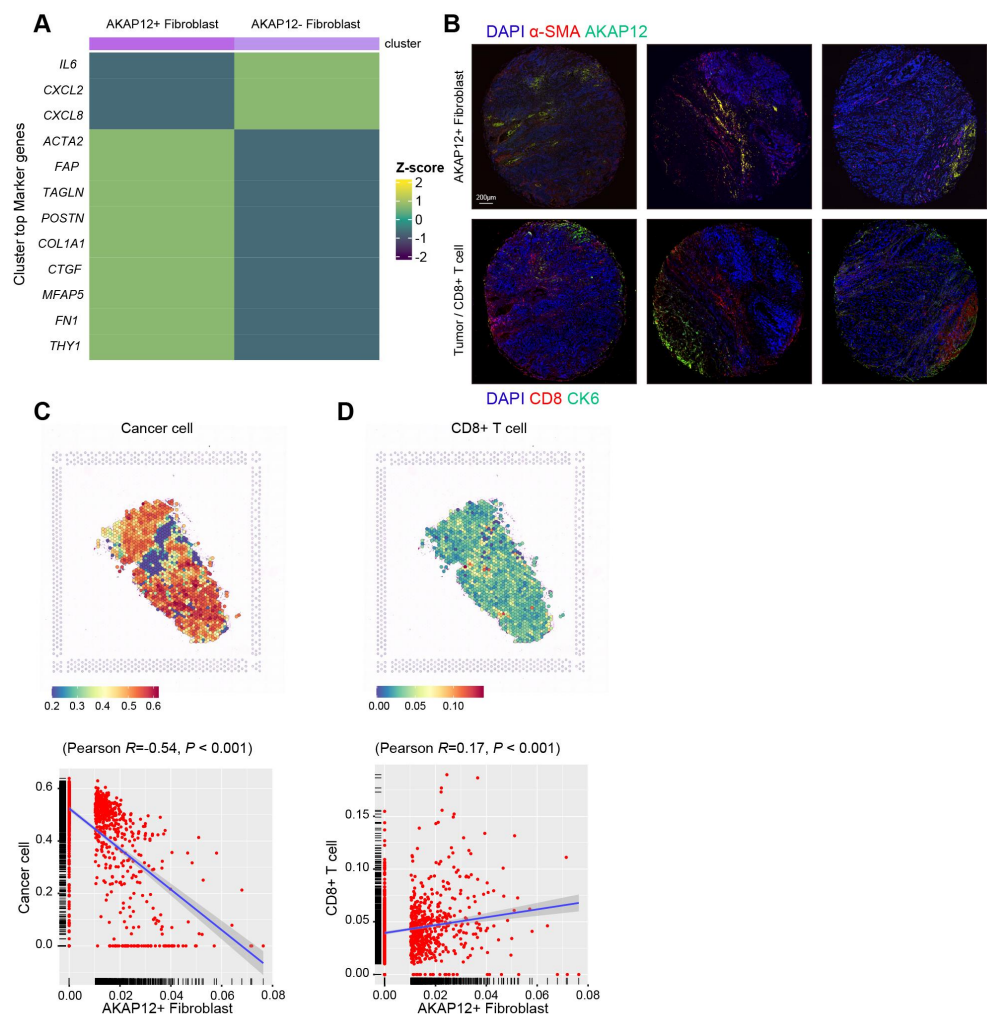 A
AKAP12+ Fibroblast
AKAP12- Fibroblast
cluster
Cluster top Marker genes
IL6
CXCL2
CXCL8
ACTA2
FAP
TAGLN
POSTN
COL1A1
CTGF
MFAP5
FN1
THY1
Z-score
2
1
0
-1
-2
B
DAPI α-SMA AKAP12
AKAP12+ Fibroblast
200μm
Tumor / CD8+ T cell
DAPI CD8 CK6
C
Cancer cell
0.2 0.3 0.4 0.5 0.6
(Pearson R=-0.54, P < 0.001)
Cancer cell
0.6
0.4
0.2
0.0
0.00 0.02 0.04 0.06 0.08
AKAP12+ Fibroblast
D
CD8+ T cell
0.00 0.05 0.10
(Pearson R=0.17, P < 0.001)
CD8+ T cell
0.15
0.10
0.05
0.00
0.00 0.02 0.04 0.06 0.08
AKAP12+ Fibroblast